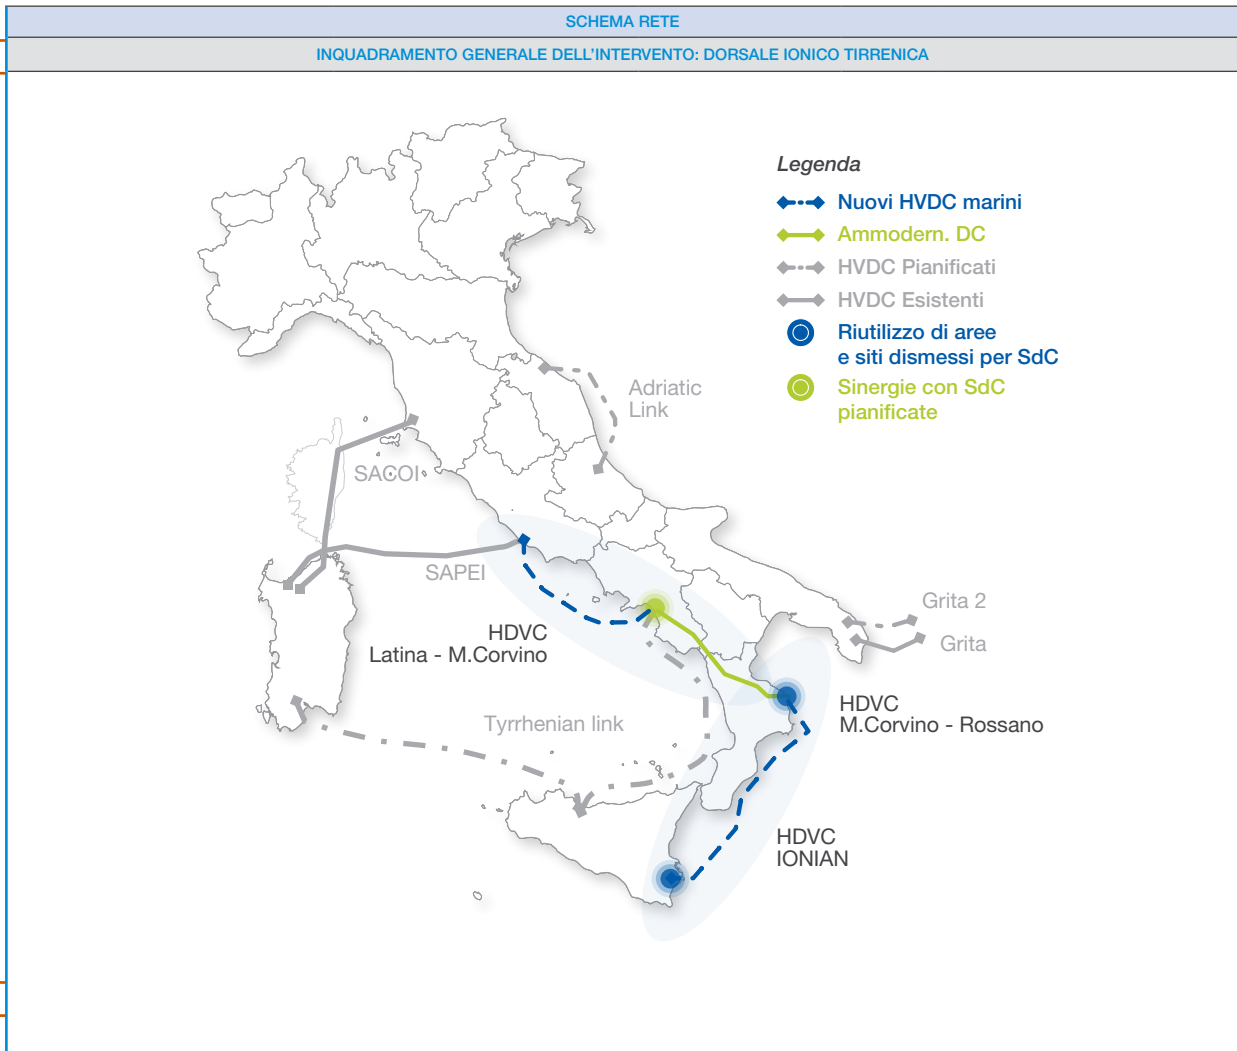 SCHEMA RETE
INQUADRAMENTO GENERALE DELL'INTERVENTO: DORSALE IONICO TIRRENICA
Legenda
Nuovi HVDC marini
Ammodern. DC
HVDC Pianificati
HVDC Esistenti
Riutilizzo di aree
e siti dismessi per SdC
Sinergie con SdC
pianificate
Adriatic
Link
SACOI
SAPEI
Grita 2
Grita
HDVC
Latina - M.Corvino
HDVC
M.Corvino - Rossano
Tyrrhenian link
HDVC
IONIAN